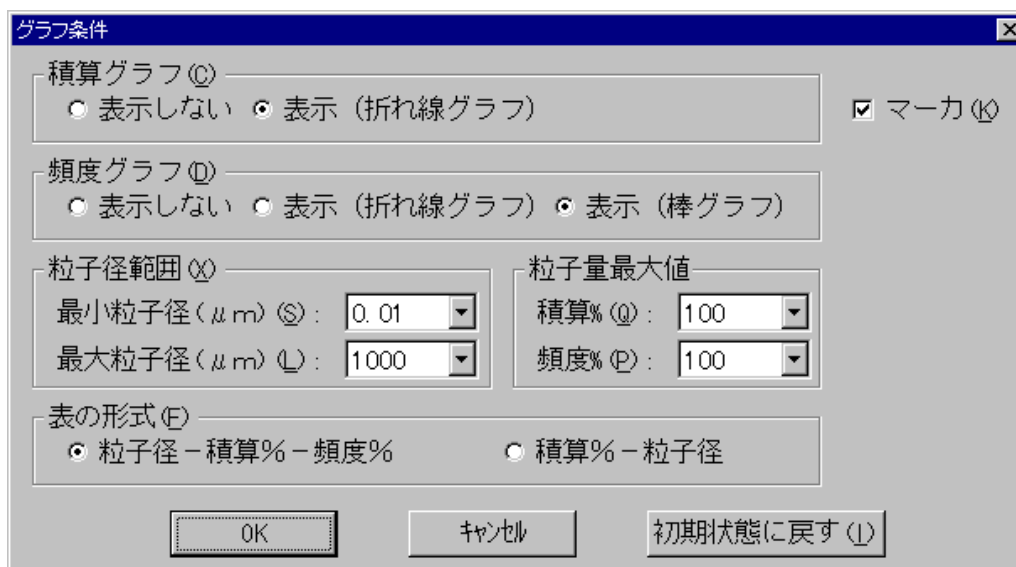 グラフ条件
積算グラフ(C)
表示しない 表示（折れ線グラフ）
マーカ(K)
頻度グラフ(D)
表示しない 表示（折れ線グラフ） 表示（棒グラフ）
粒子径範囲(X)
最小粒子径(μm)(S): 0.01
最大粒子径(μm)(L): 1000
粒子量最大値
積算%(Q): 100
頻度%(P): 100
表の形式(F)
粒子径－積算%－頻度% 積算%－粒子径
OK キャンセル 初期状態に戻す(I)